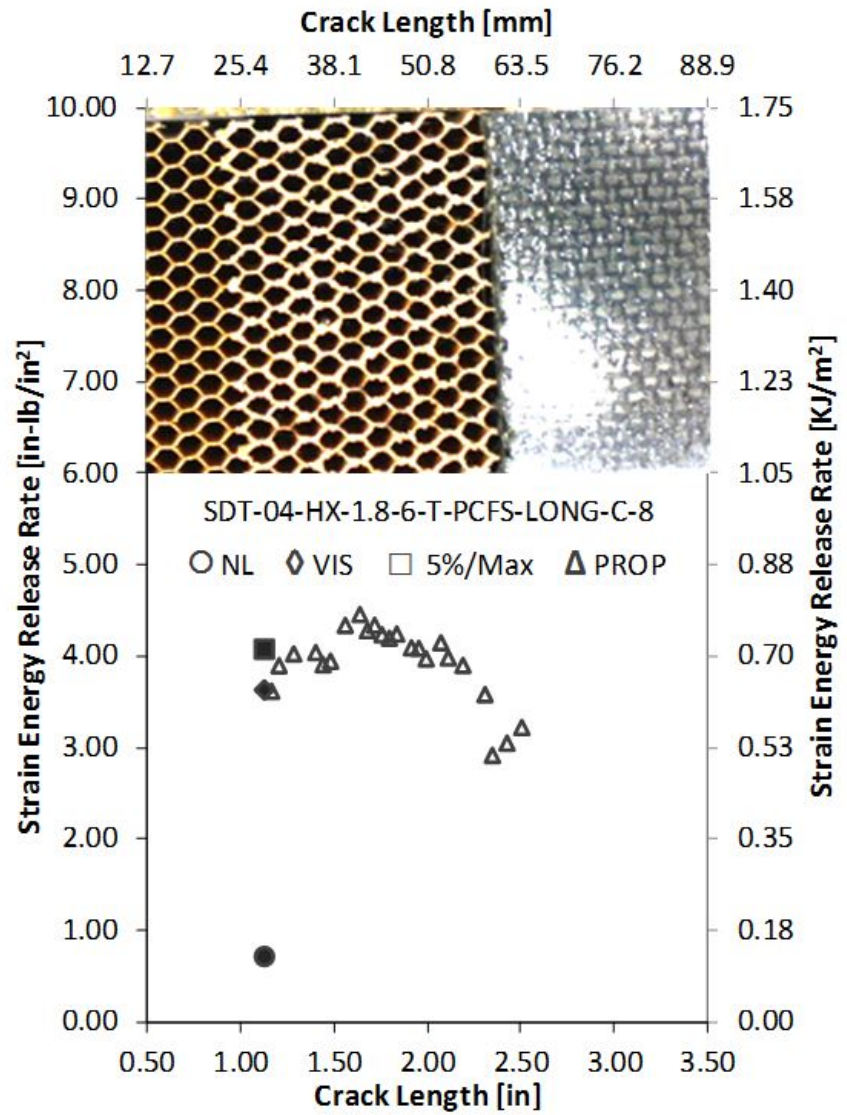 Crack Length [mm]
12.7 25.4 38.1 50.8 63.5 76.2 88.9
10.00 1.75
9.00 1.58
8.00 1.40
7.00 1.23
6.00 1.05
SDT-04-HX-1.8-6-T-PCFS-LONG-C-8
5.00 NL VIS 5%/Max PROP 0.88
4.00 0.70
3.00 0.53
2.00 0.35
1.00 0.18
0.00 0.00
0.50 1.00 1.50 2.00 2.50 3.00 3.50
Crack Length [in]
Strain Energy Release Rate [in-lb/in²]
Strain Energy Release Rate [KJ/m²]